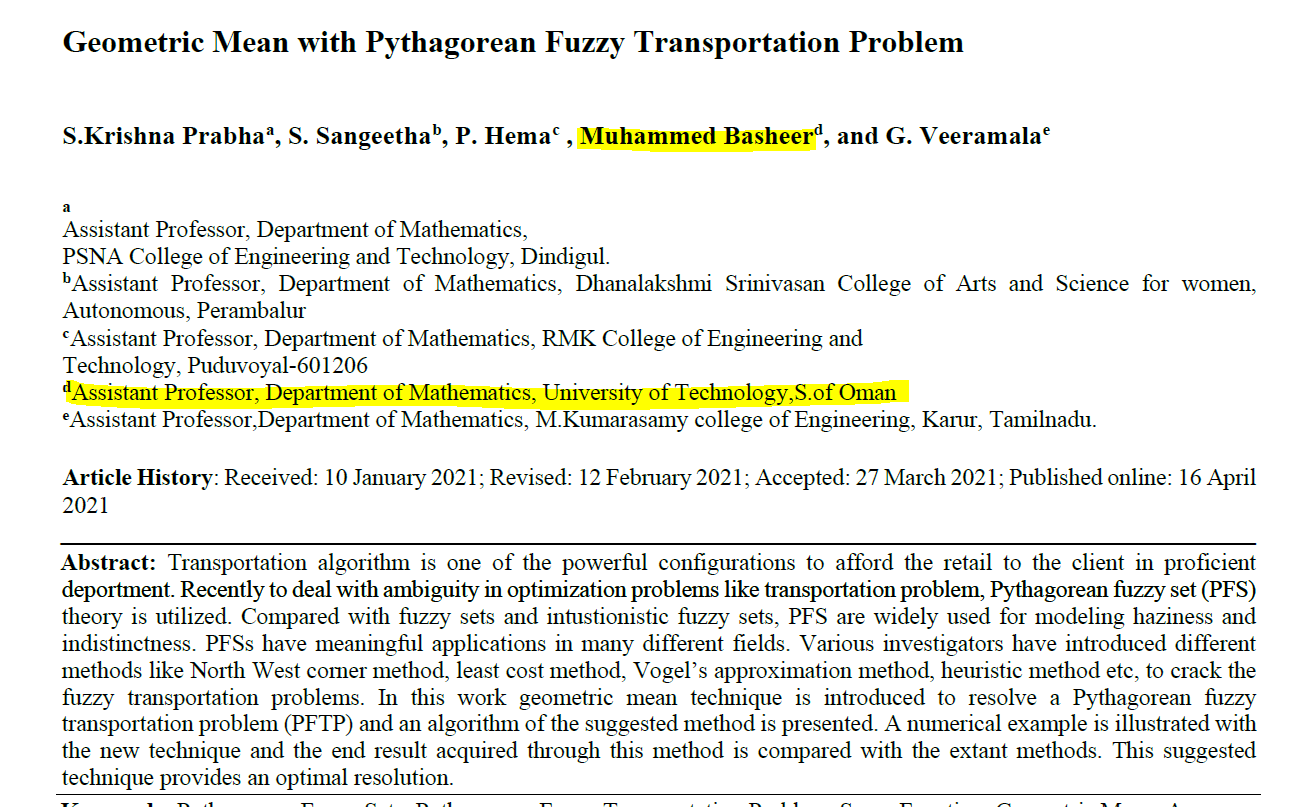 Geometric Mean with Pythagorean Fuzzy Transportation Problem
S.Krishna Prabhaᵃ, S. Sangeethaᵇ, P. Hemaᶜ , Muhammed Basheerᵈ, and G. Veeramalaᵉ
a
Assistant Professor, Department of Mathematics,
PSNA College of Engineering and Technology, Dindigul.
ᵇAssistant Professor, Department of Mathematics, Dhanalakshmi Srinivasan College of Arts and Science for women,
Autonomous, Perambalur
ᶜAssistant Professor, Department of Mathematics, RMK College of Engineering and
Technology, Puduvoyal-601206
ᵈAssistant Professor, Department of Mathematics, University of Technology,S.of Oman
ᵉAssistant Professor,Department of Mathematics, M.Kumarasamy college of Engineering, Karur, Tamilnadu.
Article History: Received: 10 January 2021; Revised: 12 February 2021; Accepted: 27 March 2021; Published online: 16 April
2021
Abstract: Transportation algorithm is one of the powerful configurations to afford the retail to the client in proficient
department. Recently to deal with ambiguity in optimization problems like transportation problem, Pythagorean fuzzy set (PFS)
theory is utilized. Compared with fuzzy sets and intustionistic fuzzy sets, PFS are widely used for modeling haziness and
indistinctness. PFSs have meaningful applications in many different fields. Various investigators have introduced different
methods like North West corner method, least cost method, Vogel’s approximation method, heuristic method etc, to crack the
fuzzy transportation problems. In this work geometric mean technique is introduced to resolve a Pythagorean fuzzy
transportation problem (PFTP) and an algorithm of the suggested method is presented. A numerical example is illustrated with
the new technique and the end result acquired through this method is compared with the extant methods. This suggested
technique provides an optimal resolution.